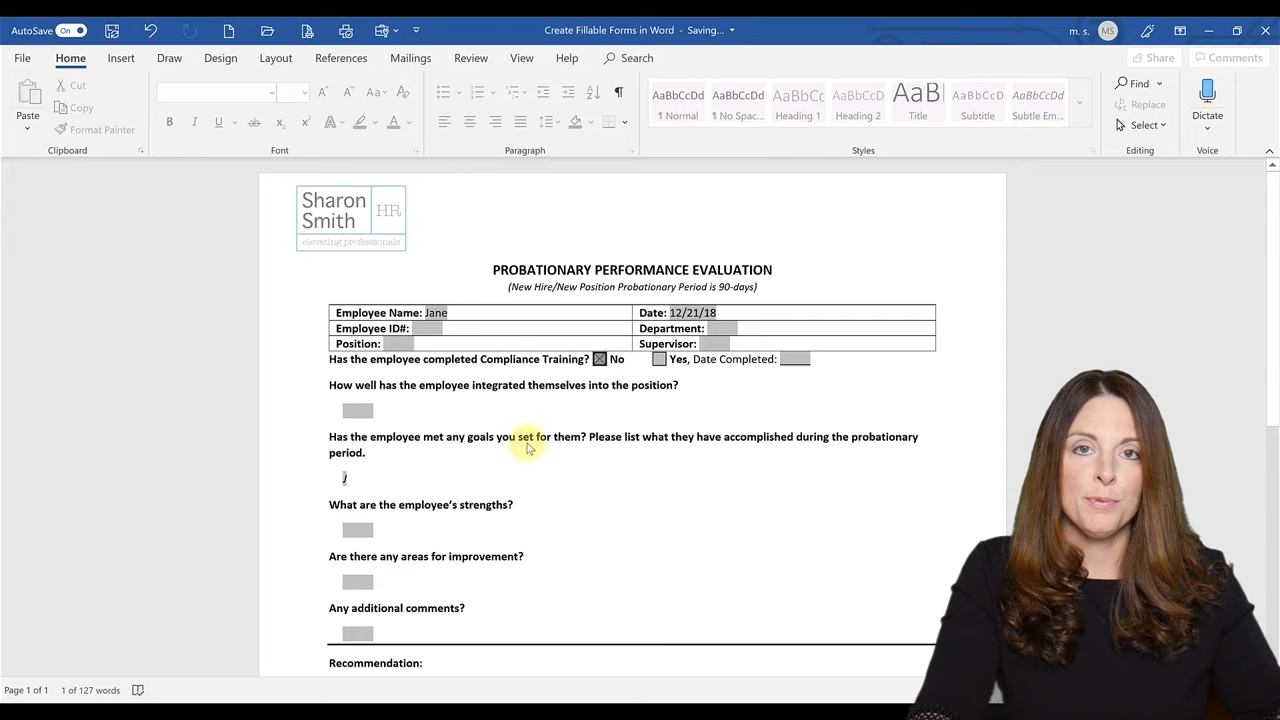 AutoSave On Create Fillable Forms in Word - Saving... m. s. MS
File Home Insert Draw Design Layout References Mailings Review View Help Search Share Comments
Paste
Cut
Copy
Format Painter
Clipboard
Font
Paragraph
AaBbCcDd AaBbCcDd AaBbCcD AaBbCcD AaBl AaBbCcD AaBbCcDd
¶ Normal ¶ No Spac... Heading 1 Heading 2 Title Subtitle Subtle Em...
Styles
Find
Replace
Select
Editing
Dictate
Voice
Sharon
Smith HR
elevating professionals
PROBATIONARY PERFORMANCE EVALUATION
(New Hire/New Position Probationary Period is 90-days)
Employee Name: Jane Date: 12/21/18
Employee ID#: Department:
Position: Supervisor:
Has the employee completed Compliance Training? No Yes, Date Completed:
How well has the employee integrated themselves into the position?
Has the employee met any goals you set for them? Please list what they have accomplished during the probationary
period.
What are the employee's strengths?
Are there any areas for improvement?
Any additional comments?
Recommendation:
Page 1 of 1 1 of 127 words